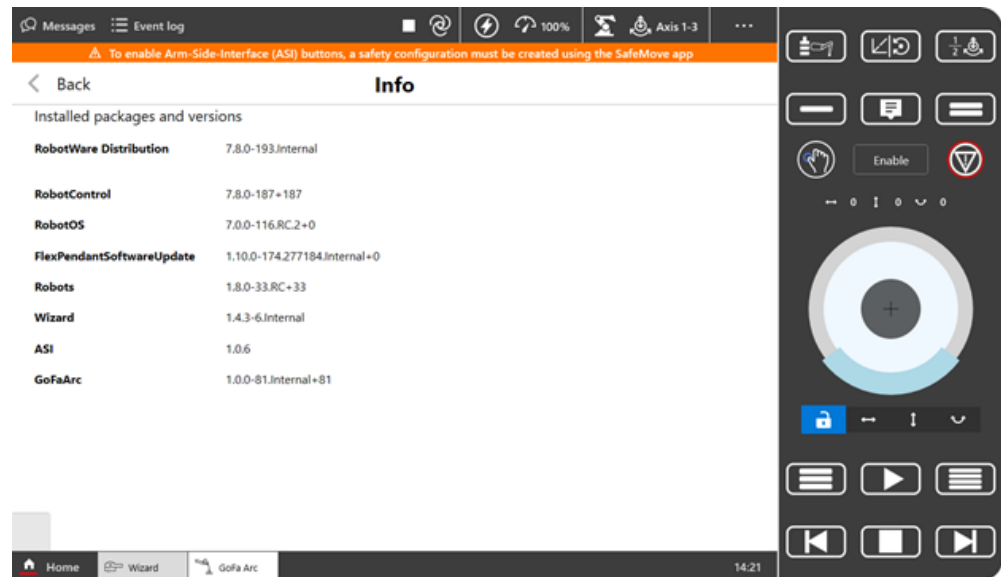 Messages Event log 100% Axis 1-3 ...
To enable Arm-Side-Interface (ASI) buttons, a safety configuration must be created using the SafeMove app
Back Info
Installed packages and versions
RobotWare Distribution 7.8.0-193.Internal
RobotControl 7.8.0-187+187
RobotOS 7.0.0-116.RC.2+0
FlexPendantSoftwareUpdate 1.10.0-174.277184.Internal+0
Robots 1.8.0-33.RC+33
Wizard 1.4.3-6.Internal
ASI 1.0.6
GoFaArc 1.0.0-81.Internal+81
Home Wizard GoFa Arc 14:21
1/2
Enable
0 0 0